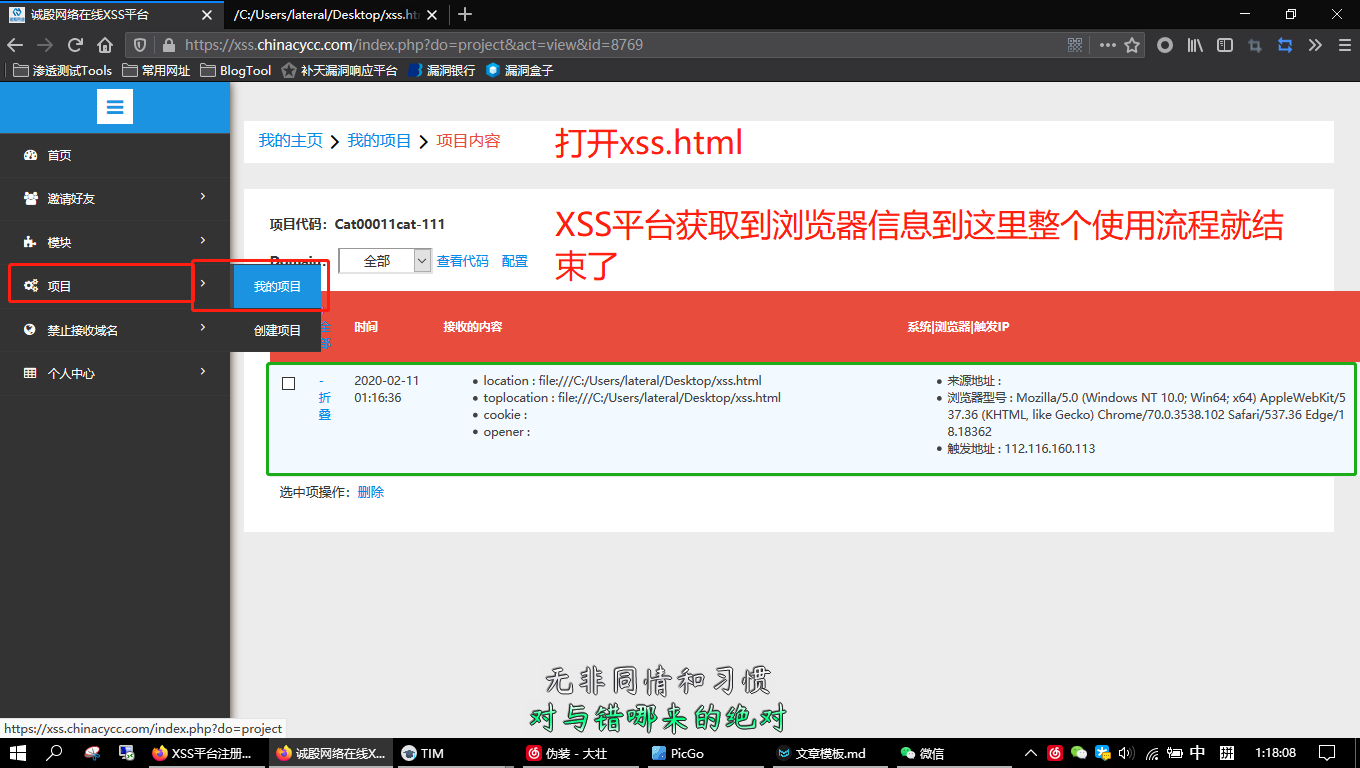 诚殷网络在线XSS平台
/C:/Users/lateral/Desktop/xss.ht
https://xss.chinacycc.com/index.php?do=project&act=view&id=8769
渗透测试Tools 常用网址 BlogTool 补天漏洞响应平台 漏洞银行 漏洞盒子
首页
邀请好友
模块
项目
我的项目
禁止接收域名
创建项目
个人中心
我的主页 > 我的项目 > 项目内容
打开xss.html
项目代码：Cat00011cat-111
XSS平台获取到浏览器信息到这里整个使用流程就结
束了
Domain: 全部 查看代码 配置
时间 接收的内容 系统|浏览器|触发IP
- 折叠
2020-02-11
01:16:36
location : file:///C:/Users/lateral/Desktop/xss.html
toplocation : file:///C:/Users/lateral/Desktop/xss.html
cookie :
opener :
来源地址 :
浏览器型号 : Mozilla/5.0 (Windows NT 10.0; Win64; x64) AppleWebKit/5
37.36 (KHTML, like Gecko) Chrome/70.0.3538.102 Safari/537.36 Edge/1
8.18362
触发地址 : 112.116.160.113
选中项操作: 删除
无非同情和习惯
对与错哪来的绝对
https://xss.chinacycc.com/index.php?do=project
XSS平台注册... 诚殷网络在线X... TIM 伪装 - 大壮 PicGo 文章模板.md 微信 中 拼 1:18:08